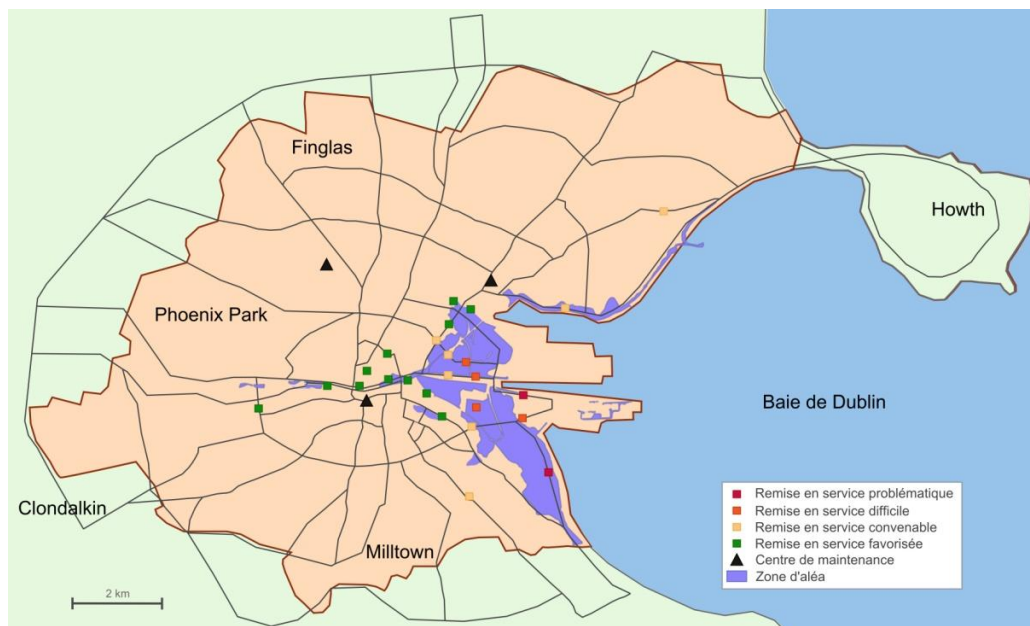 Finglas
Howth
Phoenix Park
Baie de Dublin
Clondalkin
Milltown
Remise en service problématique
Remise en service difficile
Remise en service convenable
Remise en service favorisée
Centre de maintenance
Zone d'aléa
2 km